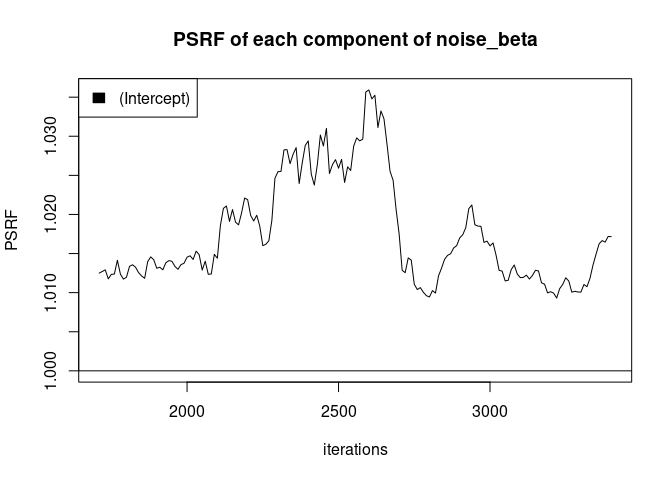 PSRF of each component of noise_beta
(Intercept)
PSRF
1.030
1.020
1.010
1.000
2000
2500
3000
iterations